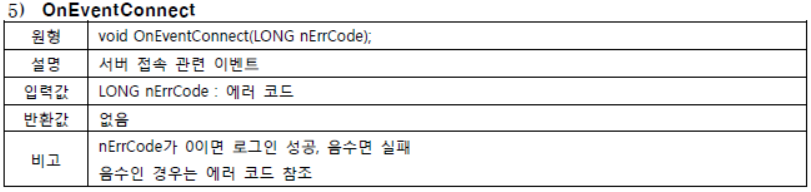 5) OnEventConnect
원형 void OnEventConnect(LONG nErrCode);
설명 서버 접속 관련 이벤트
입력값 LONG nErrCode : 에러 코드
반환값 없음
비고 nErrCode가 0이면 로그인 성공, 음수면 실패
음수인 경우는 에러 코드 참조